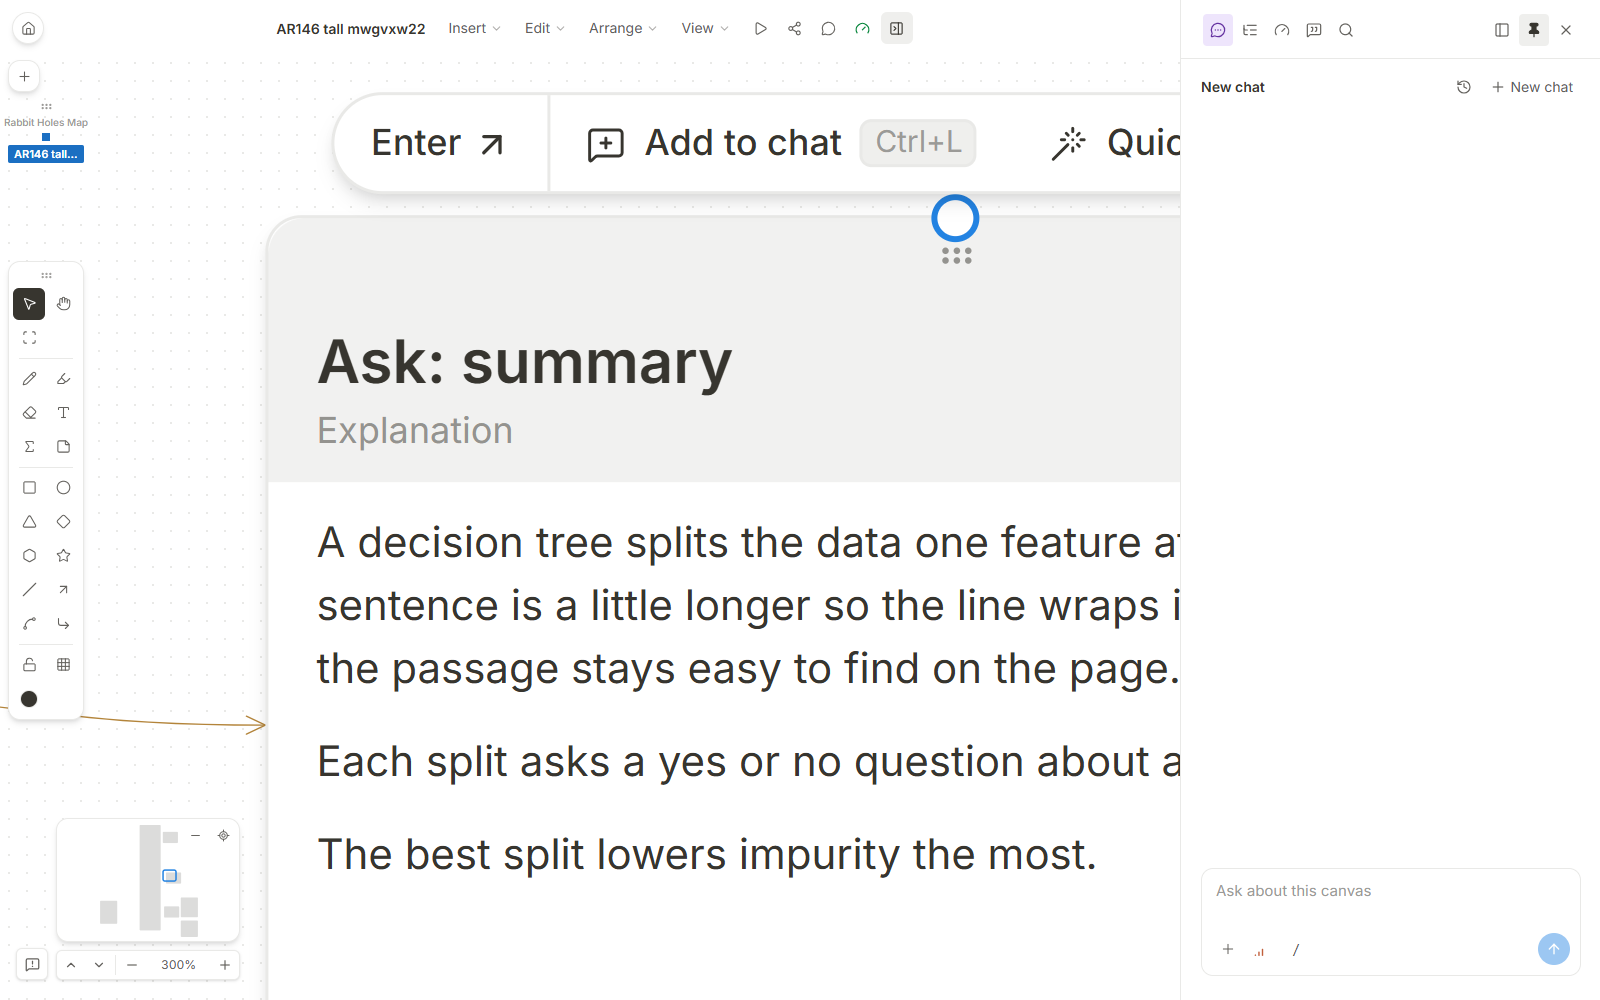 AR146 tall mwgvxw22
Insert
Edit
Arrange
View
Rabbit Holes Map
AR146 tall...
New chat
New chat
Enter
Add to chat
Ctrl+L
Quic
Ask: summary
Explanation
A decision tree splits the data one feature a
sentence is a little longer so the line wraps i
the passage stays easy to find on the page.
Each split asks a yes or no question about a
The best split lowers impurity the most.
300%
Ask about this canvas
/